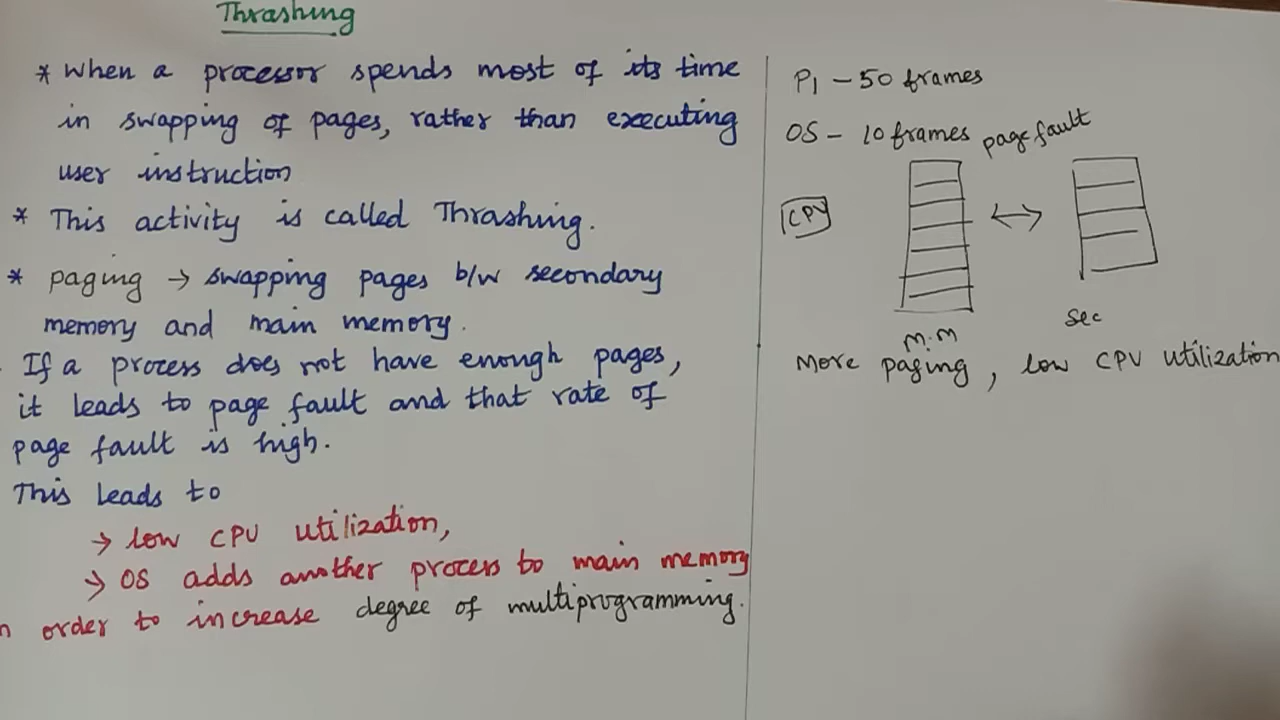 Thrashing
* When a processor spends most of its time
in swapping of pages, rather than executing
user instruction
* This activity is called Thrashing.
* paging → swapping pages b/w secondary
memory and main memory.
If a process does not have enough pages,
it leads to page fault and that rate of
page fault is high.
This leads to
→ low CPU utilization,
→ OS adds another process to main memory
n order to increase degree of multiprogramming.
P1 - 50 frames
OS - 10 frames
page fault
CPU
M.M
sec
More paging, low CPU utilization